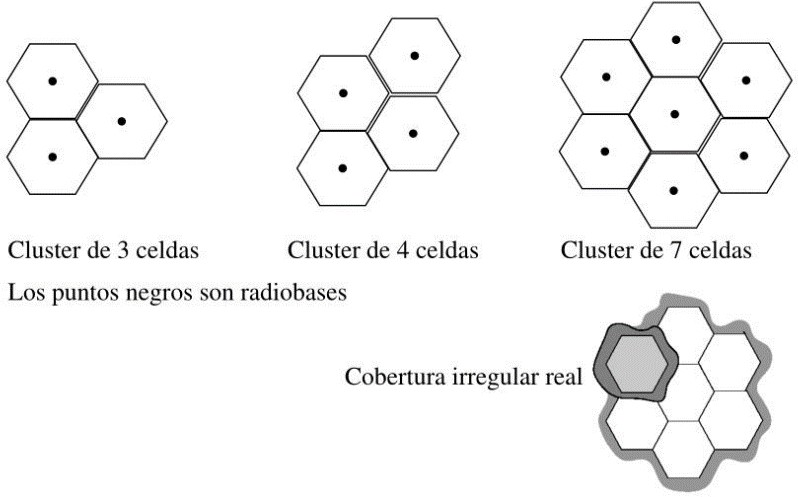 Cluster de 3 celdas
Cluster de 4 celdas
Cluster de 7 celdas
Los puntos negros son radiobases
Cobertura irregular real